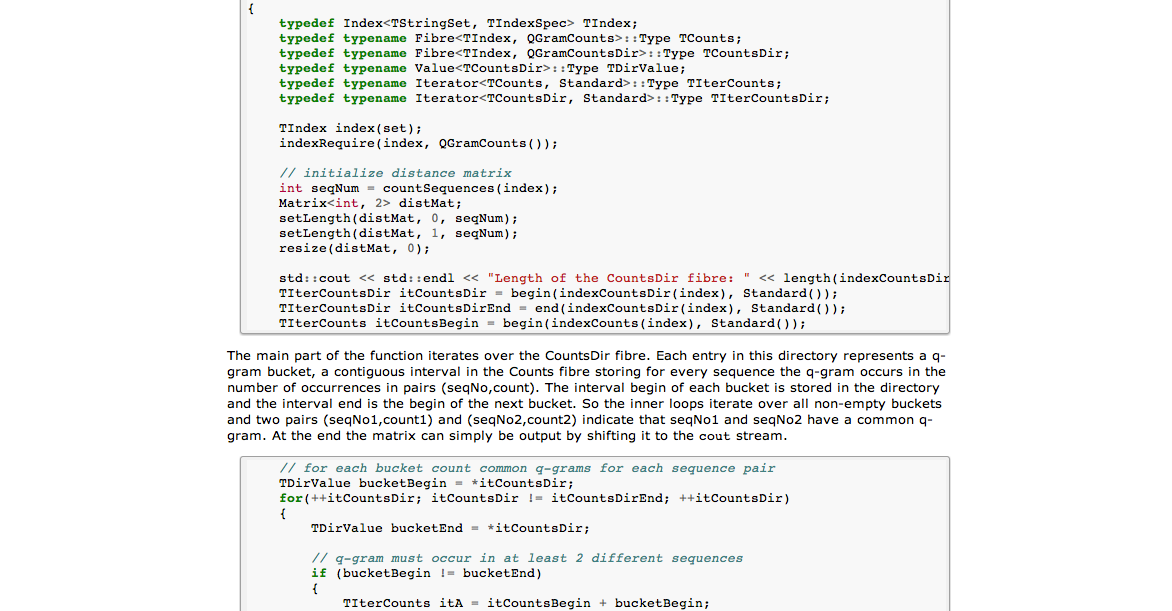 {
    typedef Index<TStringSet, TIndexSpec> TIndex;
    typedef typename Fibre<TIndex, QGramCounts>::Type TCounts;
    typedef typename Fibre<TIndex, QGramCountsDir>::Type TCountsDir;
    typedef typename Value<TCountsDir>::Type TDirValue;
    typedef typename Iterator<TCounts, Standard>::Type TIterCounts;
    typedef typename Iterator<TCountsDir, Standard>::Type TIterCountsDir;

    TIndex index(set);
    indexRequire(index, QGramCounts());

    // initialize distance matrix
    int seqNum = countSequences(index);
    Matrix<int, 2> distMat;
    setLength(distMat, 0, seqNum);
    setLength(distMat, 1, seqNum);
    resize(distMat, 0);

    std::cout << std::endl << "Length of the CountsDir fibre: " << length(indexCountsDir
    TIterCountsDir itCountsDir = begin(indexCountsDir(index), Standard());
    TIterCountsDir itCountsDirEnd = end(indexCountsDir(index), Standard());
    TIterCounts itCountsBegin = begin(indexCounts(index), Standard());
The main part of the function iterates over the CountsDir fibre. Each entry in this directory represents a q-
gram bucket, a contiguous interval in the Counts fibre storing for every sequence the q-gram occurs in the
number of occurrences in pairs (seqNo,count). The interval begin of each bucket is stored in the directory
and the interval end is the begin of the next bucket. So the inner loops iterate over all non-empty buckets
and two pairs (seqNo1,count1) and (seqNo2,count2) indicate that seqNo1 and seqNo2 have a common q-
gram. At the end the matrix can simply be output by shifting it to the cout stream.
    // for each bucket count common q-grams for each sequence pair
    TDirValue bucketBegin = *itCountsDir;
    for(++itCountsDir; itCountsDir != itCountsDirEnd; ++itCountsDir)
    {
        TDirValue bucketEnd = *itCountsDir;

        // q-gram must occur in at least 2 different sequences
        if (bucketBegin != bucketEnd)
        {
            TIterCounts itA = itCountsBegin + bucketBegin;